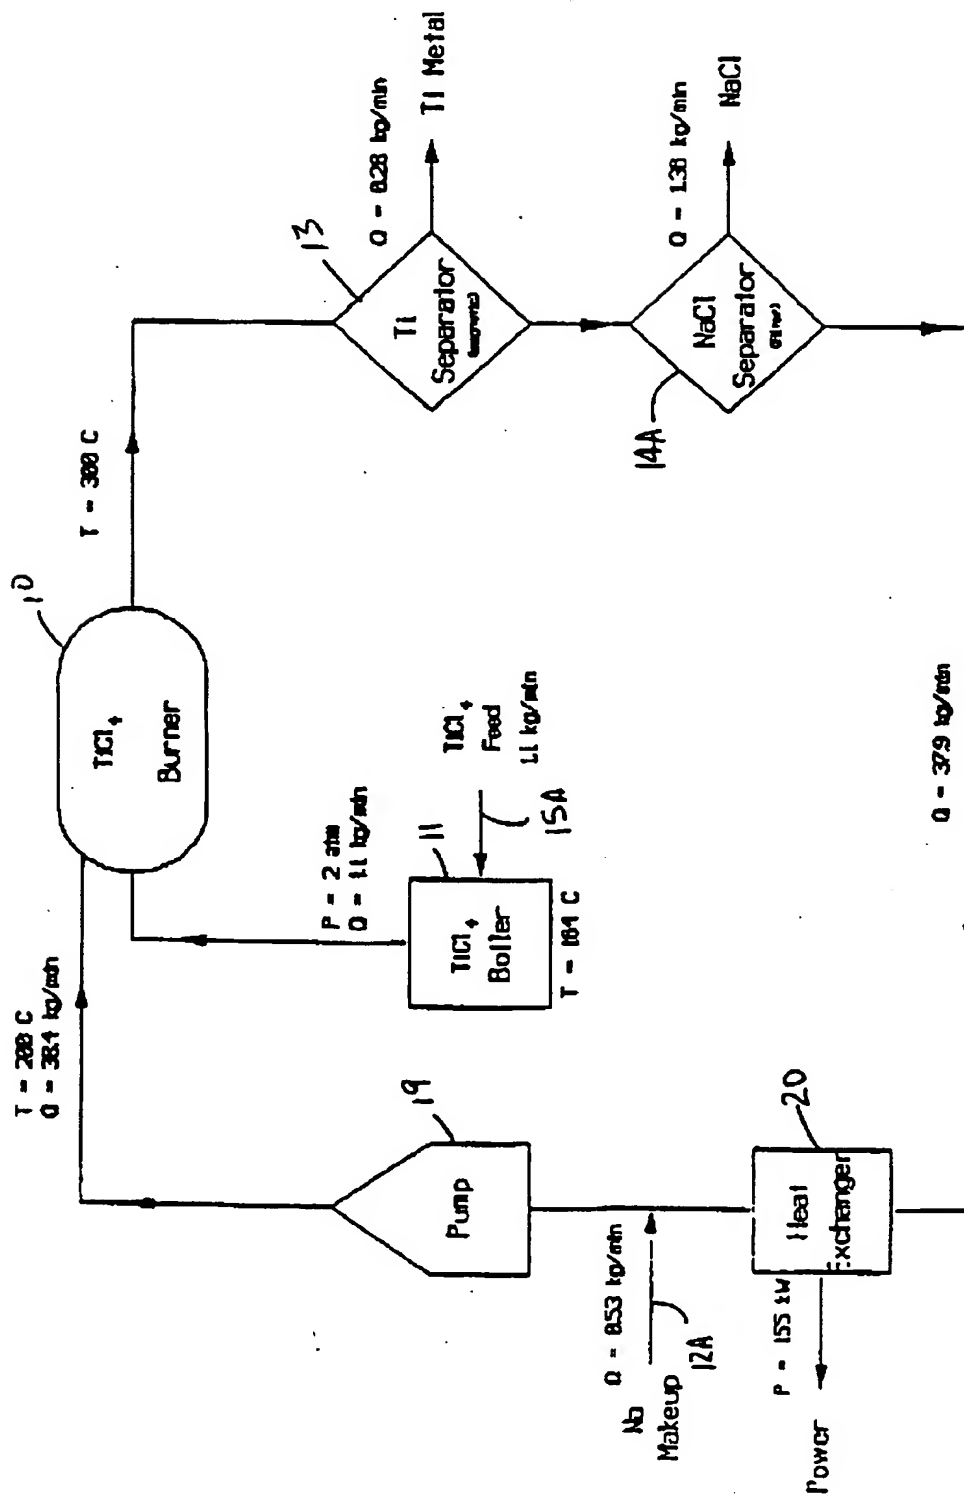 T = 200 C
Q = 38.4 kg/min
TiCl4
Burner
10
T = 300 C
13
Ti
Separator
Q = 0.28 kg/min
Ti Metal
14A
NaCl
Separator
(Filter)
Q = 1.38 kg/min
NaCl
P = 2 atm
Q = 1.1 kg/min
11
TiCl4
Boiler
T = 164 C
TiCl4
Feed
1.1 kg/min
15A
Pump
19
Q = 0.53 kg/min
Na
Makeup
12A
Heat
Exchanger
20
P = 155 kW
Power
Q = 37.9 kg/min